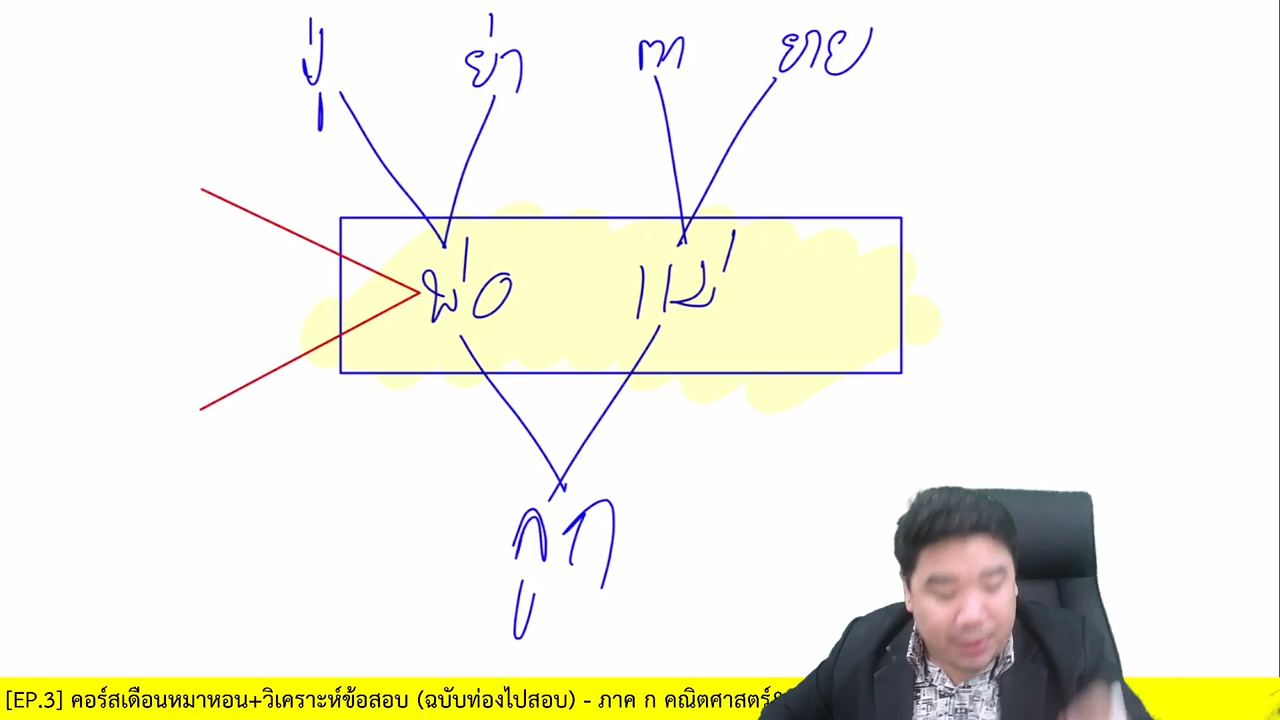 ปู่ ย่า ตา ยาย
พ่อ แม่
ลูก
[EP.3] คอร์สเดือนหมาหอน+วิเคราะห์ข้อสอบ (ฉบับท่องไปสอบ) - ภาค ก คณิตศาสตร์